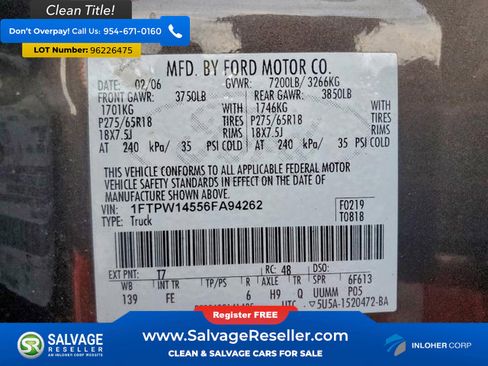 Clean Title!
Don't Overpay! Call Us: 954-671-0160
Lot Number: 96226475
MFD. BY FORD MOTOR CO.
DATE: 02/06 GVWR: 7200LB/ 3266KG
FRONT GAWR: 3750LB REAR GAWR: 3850LB
1701KG WITH 1746KG WITH
P275/65R18 TIRES P275/65R18 TIRES
18X7.5J RIMS 18X7.5J RIMS
AT 240 kPa/ 35 PSI COLD AT 240 kPa/ 35 PSI COLD
THIS VEHICLE CONFORMS TO ALL APPLICABLE FEDERAL MOTOR
VEHICLE SAFETY STANDARDS IN EFFECT ON THE DATE OF
MANUFACTURE SHOWN ABOVE.
VIN: 1FTPW14556FA94262 F0219
TYPE: Truck T0818
EXT PNT: T7 RC: 48 DSO:
WB INT TR TP/PS R AXLE TR SPR 6F613
139 FE 6 H9 Q UUMM P05
UTC ▽5U5A-1520472-BA
Register FREE!
SALVAGE
RESELLER
AN INLOHER CORP WEBSITE
www.SalvageReseller.com
CLEAN & SALVAGE CARS FOR SALE
INLOHER CORP